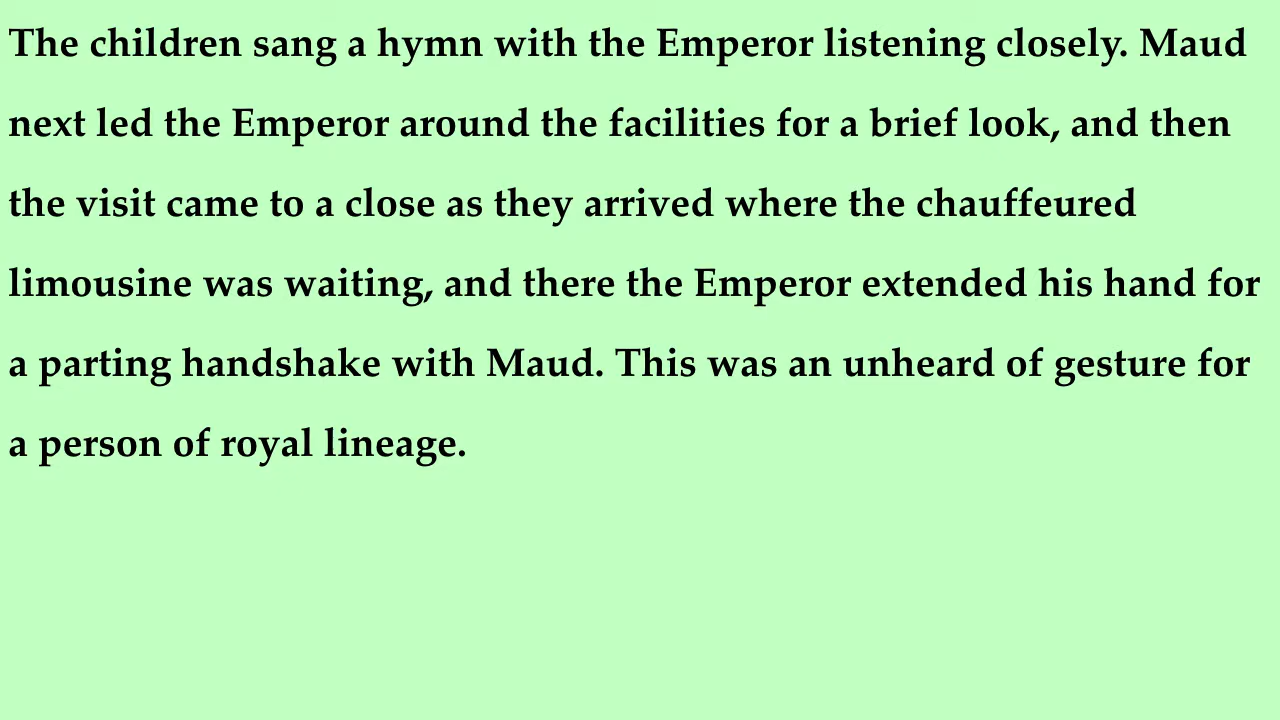 The children sang a hymn with the Emperor listening closely. Maud
next led the Emperor around the facilities for a brief look, and then
the visit came to a close as they arrived where the chauffeured
limousine was waiting, and there the Emperor extended his hand for
a parting handshake with Maud. This was an unheard of gesture for
a person of royal lineage.